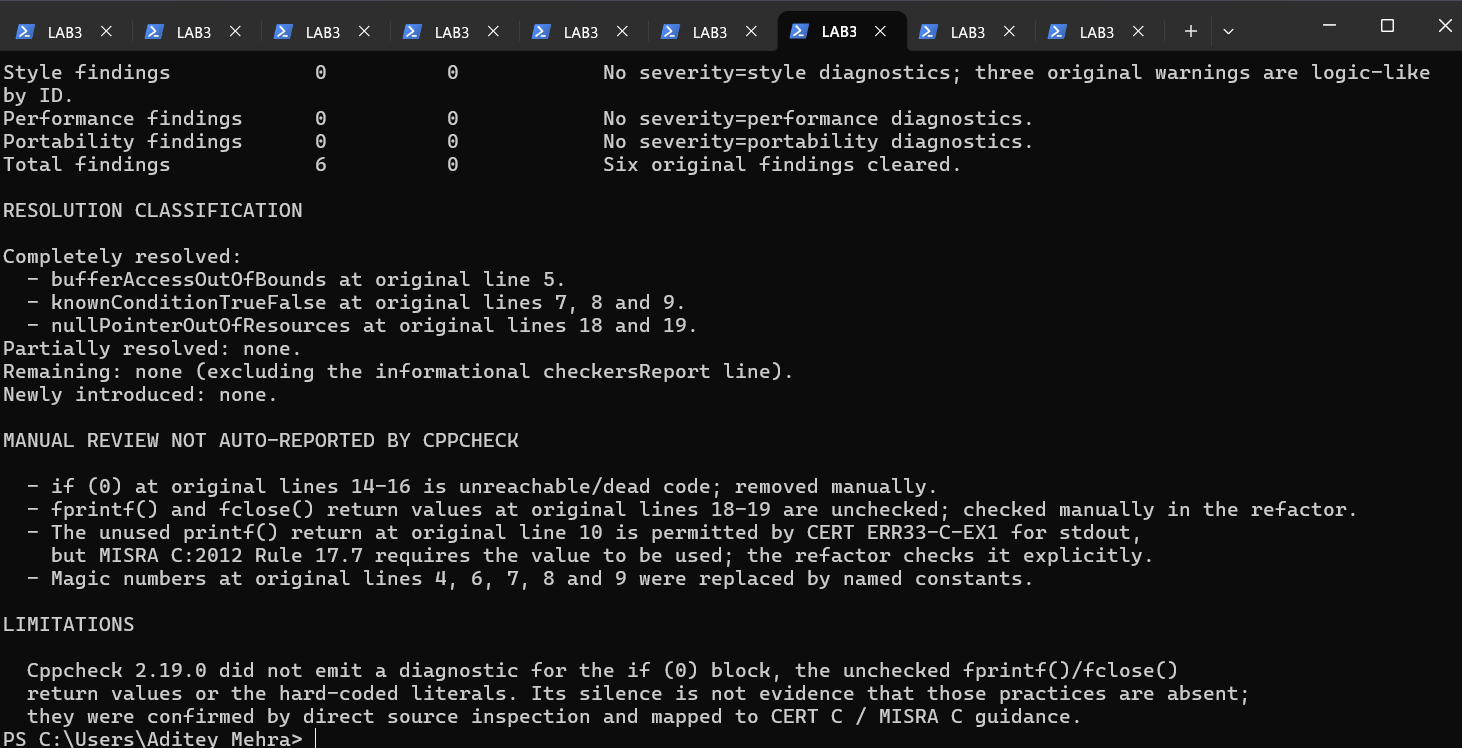 LAB3 LAB3 LAB3 LAB3 LAB3 LAB3 LAB3 LAB3 LAB3
Style findings            0          0            No severity=style diagnostics; three original warnings are logic-like
by ID.
Performance findings      0          0            No severity=performance diagnostics.
Portability findings      0          0            No severity=portability diagnostics.
Total findings            6          0            Six original findings cleared.

RESOLUTION CLASSIFICATION

Completely resolved:
  - bufferAccessOutOfBounds at original line 5.
  - knownConditionTrueFalse at original lines 7, 8 and 9.
  - nullPointerOutOfResources at original lines 18 and 19.
Partially resolved: none.
Remaining: none (excluding the informational checkersReport line).
Newly introduced: none.

MANUAL REVIEW NOT AUTO-REPORTED BY CPPCHECK

  - if (0) at original lines 14-16 is unreachable/dead code; removed manually.
  - fprintf() and fclose() return values at original lines 18-19 are unchecked; checked manually in the refactor.
  - The unused printf() return at original line 10 is permitted by CERT ERR33-C-EX1 for stdout,
    but MISRA C:2012 Rule 17.7 requires the value to be used; the refactor checks it explicitly.
  - Magic numbers at original lines 4, 6, 7, 8 and 9 were replaced by named constants.

LIMITATIONS

  Cppcheck 2.19.0 did not emit a diagnostic for the if (0) block, the unchecked fprintf()/fclose()
  return values or the hard-coded literals. Its silence is not evidence that those practices are absent;
  they were confirmed by direct source inspection and mapped to CERT C / MISRA C guidance.
PS C:\Users\Aditey Mehra>